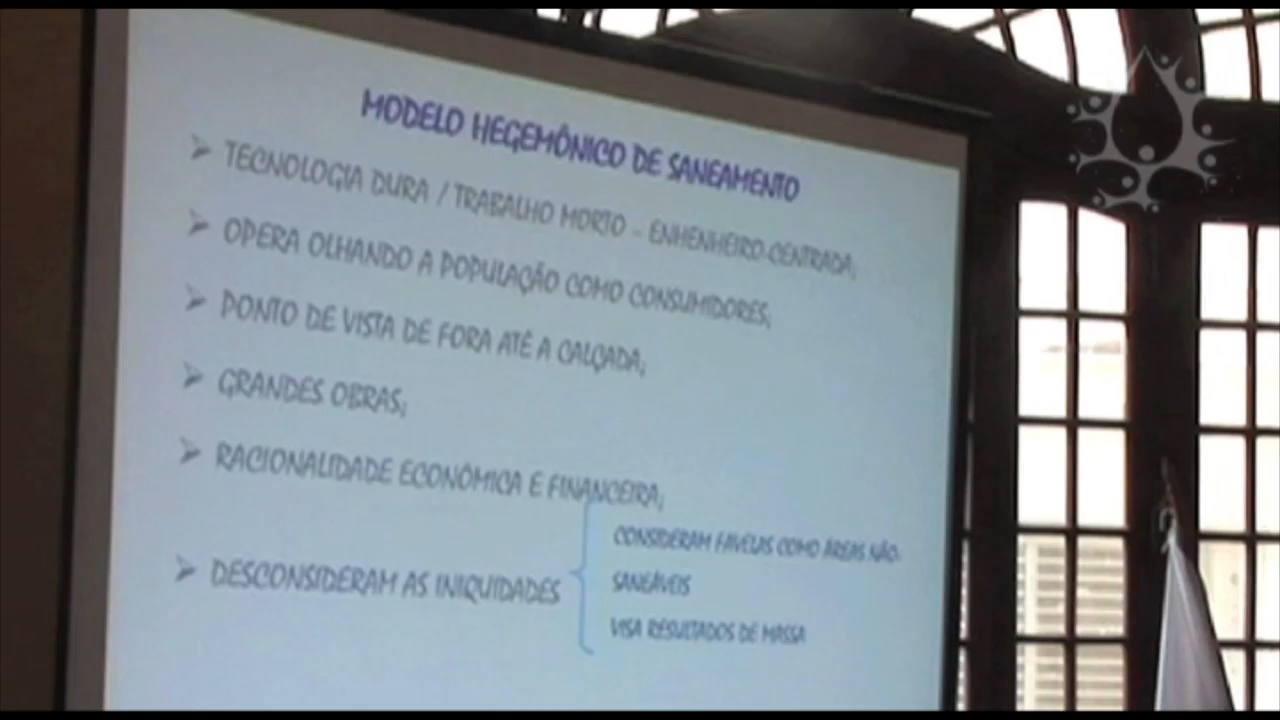 MODELO HEGEMÔNICO DE SANEAMENTO
TECNOLOGIA DURA / TRABALHO MORTO - ENHENHEIRO-CENTRADA;
OPERA OLHANDO A POPULAÇÃO COMO CONSUMIDORES;
PONTO DE VISTA DE FORA ATÉ A CALÇADA;
GRANDES OBRAS;
RACIONALIDADE ECONÔMICA E FINANCEIRA;
DESCONSIDERAM AS INIQUIDADES
CONSIDERAM FAVELAS COMO AREAS NÃO-
SANEÁVEIS
VISA RESULTADOS DE MASSA